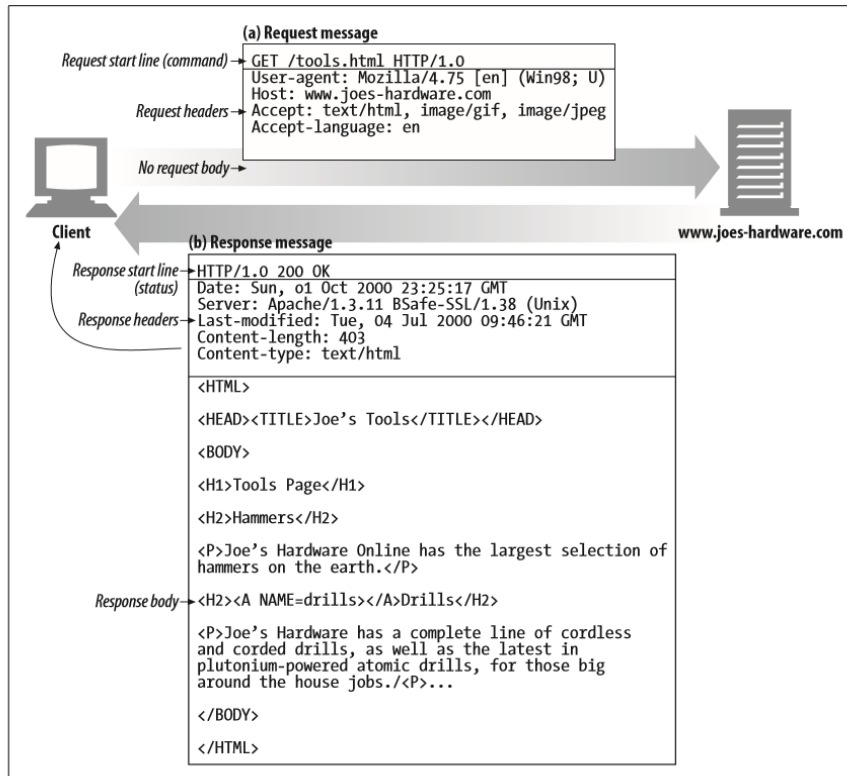 (a) Request message
Request start line (command)
GET /tools.html HTTP/1.0
User-agent: Mozilla/4.75 [en] (Win98; U)
Host: www.joes-hardware.com
Request headers
Accept: text/html, image/gif, image/jpeg
Accept-language: en
No request body
Client
www.joes-hardware.com
(b) Response message
Response start line
(status)
HTTP/1.0 200 OK
Date: Sun, o1 Oct 2000 23:25:17 GMT
Server: Apache/1.3.11 BSafe-SSL/1.38 (Unix)
Response headers
Last-modified: Tue, 04 Jul 2000 09:46:21 GMT
Content-length: 403
Content-type: text/html
<HTML>
<HEAD><TITLE>Joe's Tools</TITLE></HEAD>
<BODY>
<H1>Tools Page</H1>
<H2>Hammers</H2>
<P>Joe's Hardware Online has the largest selection of
hammers on the earth.</P>
Response body
<H2><A NAME=drills></A>Drills</H2>
<P>Joe's Hardware has a complete line of cordless
and corded drills, as well as the latest in
plutonium-powered atomic drills, for those big
around the house jobs./<P>...
</BODY>
</HTML>